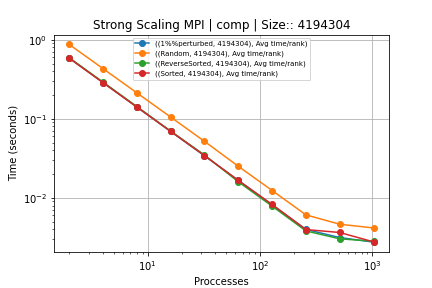 Strong Scaling MPI | comp | Size:: 4194304
((1%%perturbed, 4194304), Avg time/rank)
((Random, 4194304), Avg time/rank)
((ReverseSorted, 4194304), Avg time/rank)
((Sorted, 4194304), Avg time/rank)
10⁰
10⁻¹
10⁻²
Time (seconds)
10¹ 10² 10³
Proccesses